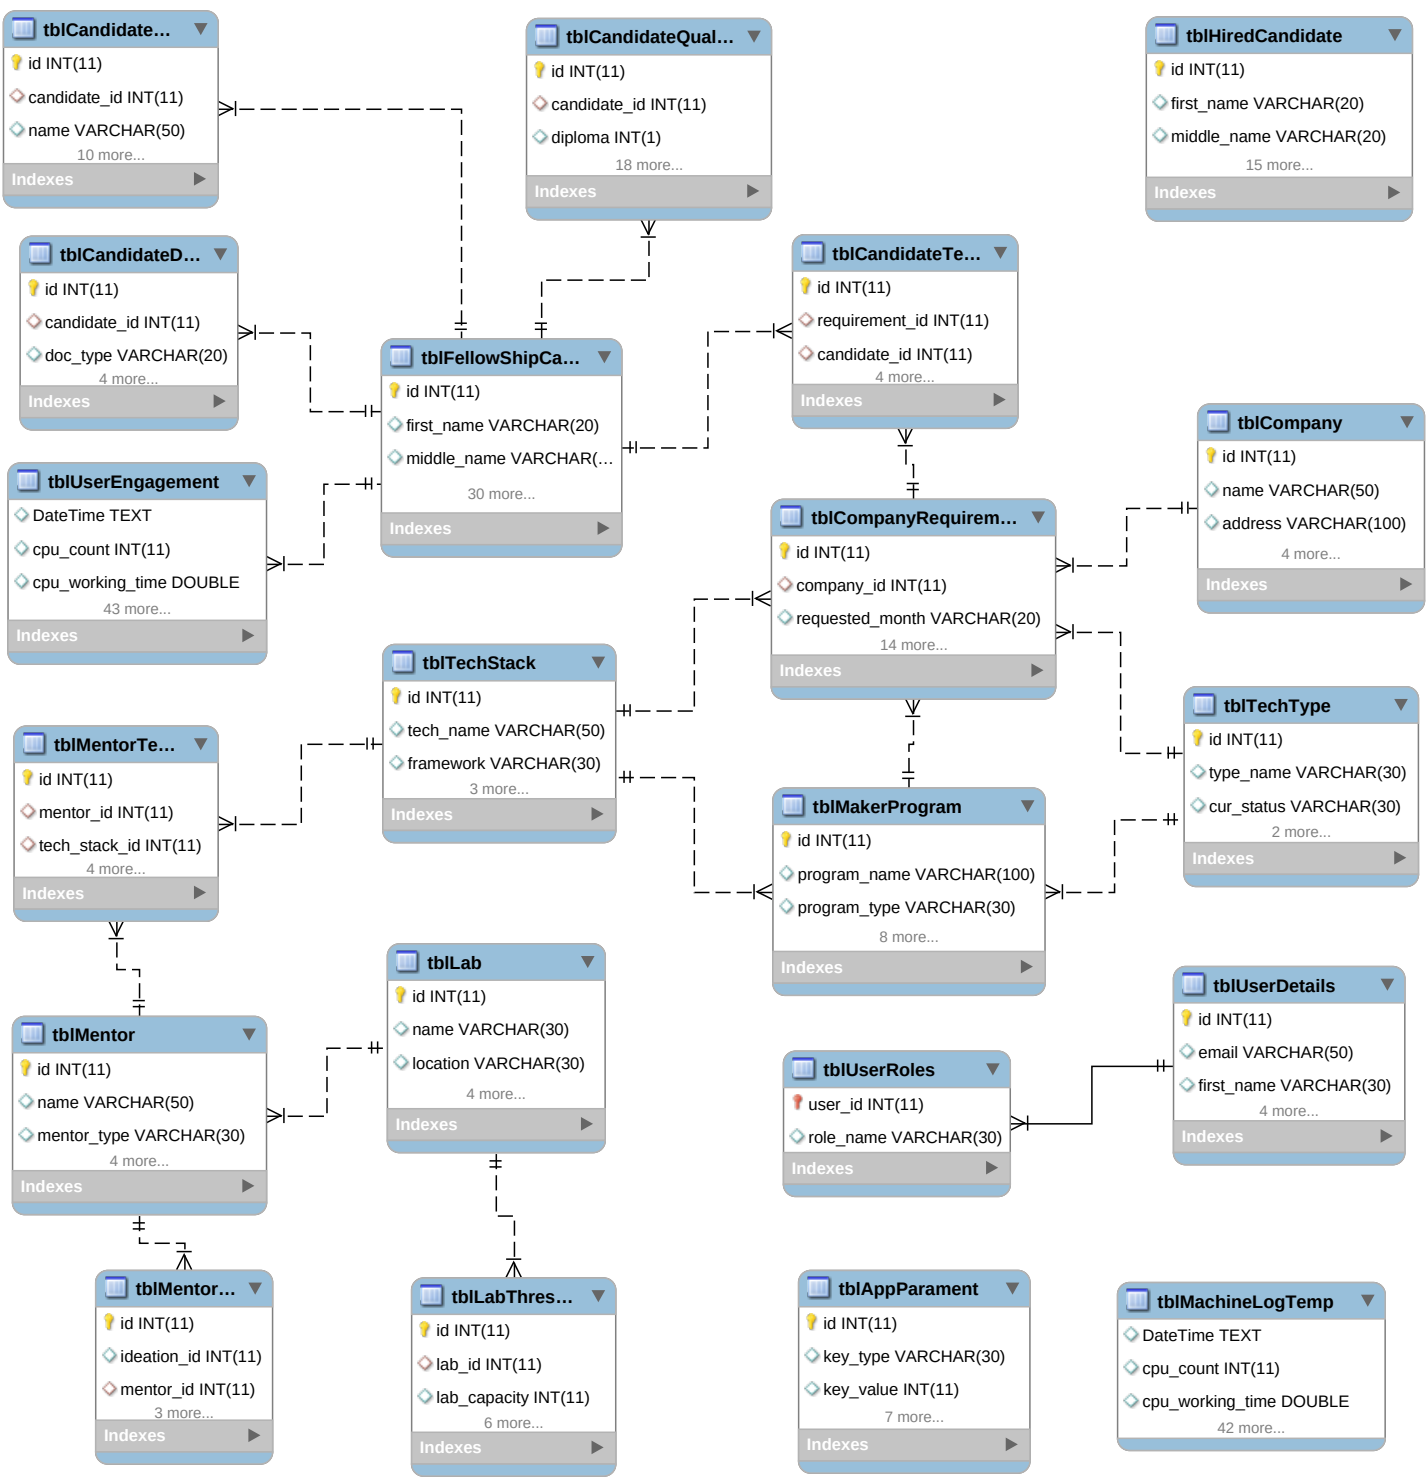 tblCandidate...
id INT(11)
candidate_id INT(11)
name VARCHAR(50)
10 more...
Indexes
tblCandidateQual...
id INT(11)
candidate_id INT(11)
diploma INT(1)
18 more...
Indexes
tblHiredCandidate
id INT(11)
first_name VARCHAR(20)
middle_name VARCHAR(20)
15 more...
Indexes
tblCandidateD...
id INT(11)
candidate_id INT(11)
doc_type VARCHAR(20)
4 more...
Indexes
tblFellowShipCa...
id INT(11)
first_name VARCHAR(20)
middle_name VARCHAR(...
30 more...
Indexes
tblCandidateTe...
id INT(11)
requirement_id INT(11)
candidate_id INT(11)
4 more...
Indexes
tblCompany
id INT(11)
name VARCHAR(50)
address VARCHAR(100)
4 more...
Indexes
tblUserEngagement
DateTime TEXT
cpu_count INT(11)
cpu_working_time DOUBLE
43 more...
Indexes
tblCompanyRequirem...
id INT(11)
company_id INT(11)
requested_month VARCHAR(20)
14 more...
Indexes
tblTechStack
id INT(11)
tech_name VARCHAR(50)
framework VARCHAR(30)
3 more...
Indexes
tblTechType
id INT(11)
type_name VARCHAR(30)
cur_status VARCHAR(30)
2 more...
Indexes
tblMentorTe...
id INT(11)
mentor_id INT(11)
tech_stack_id INT(11)
4 more...
Indexes
tblMakerProgram
id INT(11)
program_name VARCHAR(100)
program_type VARCHAR(30)
8 more...
Indexes
tblLab
id INT(11)
name VARCHAR(30)
location VARCHAR(30)
4 more...
Indexes
tblUserDetails
id INT(11)
email VARCHAR(50)
first_name VARCHAR(30)
4 more...
Indexes
tblMentor
id INT(11)
name VARCHAR(50)
mentor_type VARCHAR(30)
4 more...
Indexes
tblUserRoles
user_id INT(11)
role_name VARCHAR(30)
Indexes
tblMentor...
id INT(11)
ideation_id INT(11)
mentor_id INT(11)
3 more...
Indexes
tblLabThres...
id INT(11)
lab_id INT(11)
lab_capacity INT(11)
6 more...
Indexes
tblAppParament
id INT(11)
key_type VARCHAR(30)
key_value INT(11)
7 more...
Indexes
tblMachineLogTemp
DateTime TEXT
cpu_count INT(11)
cpu_working_time DOUBLE
42 more...